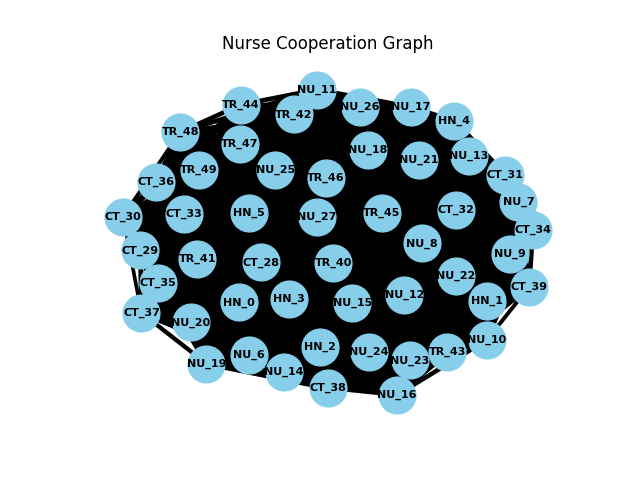 Nurse Cooperation Graph
NU_11
TR_44
NU_26
NU_17
TR_42
HN_4
TR_48
TR_47
NU_18
NU_13
NU_21
TR_49
NU_25
CT_31
TR_46
CT_36
NU_7
CT_32
CT_33
HN_5
TR_45
CT_30
NU_27
CT_34
NU_8
CT_29
NU_9
TR_41
CT_28
TR_40
NU_22
CT_35
CT_39
NU_12
HN_3
HN_1
HN_0
NU_15
CT_37
NU_20
NU_10
HN_2
NU_24
TR_43
NU_6
NU_23
NU_19
NU_14
CT_38
NU_16